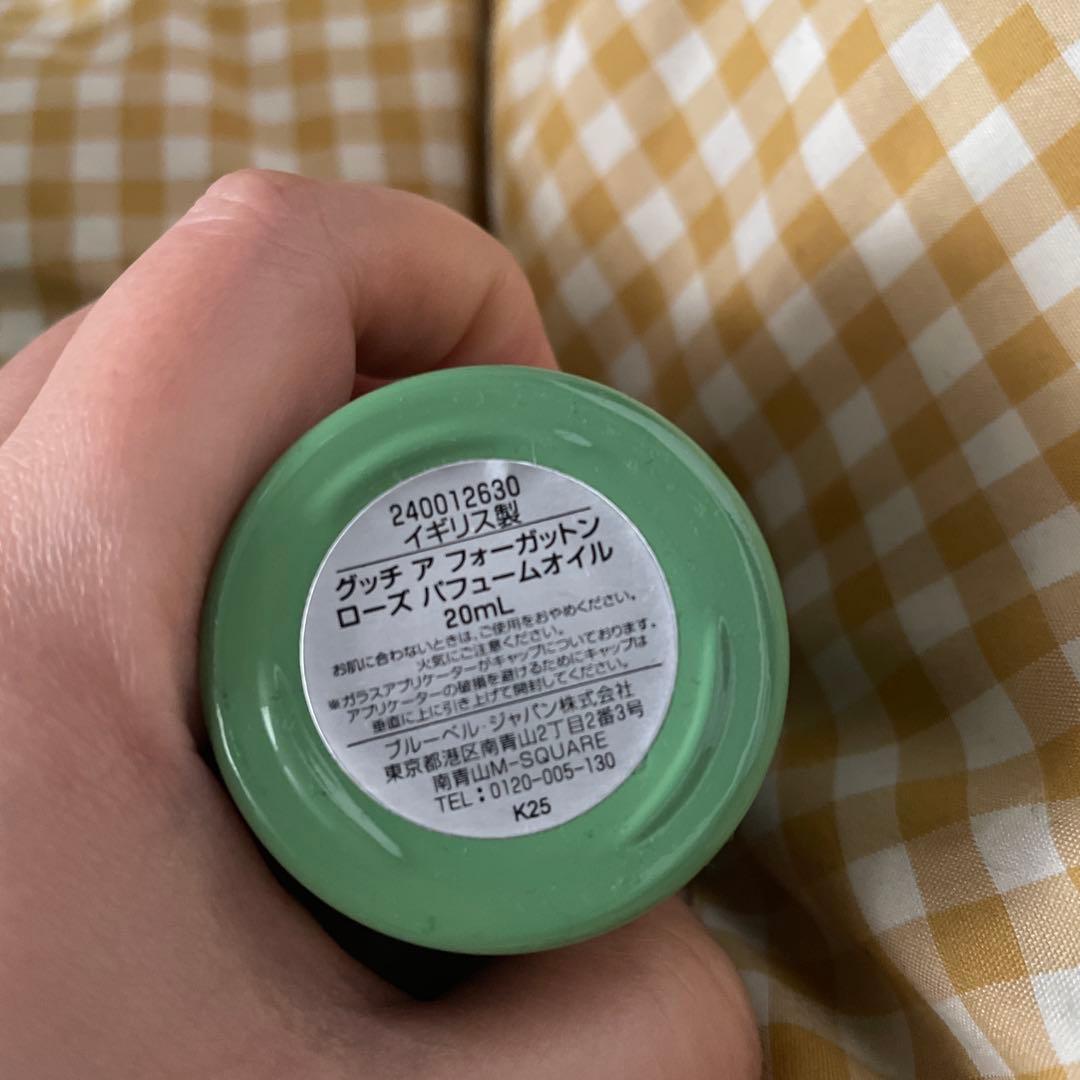 240012630
イギリス製
グッチ ア フォーガットン
ローズ パフュームオイル
20mL
お肌に合わないときは、ご使用をおやめください。
火気にご注意ください。
※ガラスアプリケーターがキャップについております。
アプリケーターの破損を避けるためにキャップは
垂直に上に引き上げて開封してください。
ブルーベル・ジャパン株式会社
東京都港区南青山2丁目2番3号
南青山M-SQUARE
TEL：0120-005-130
K25